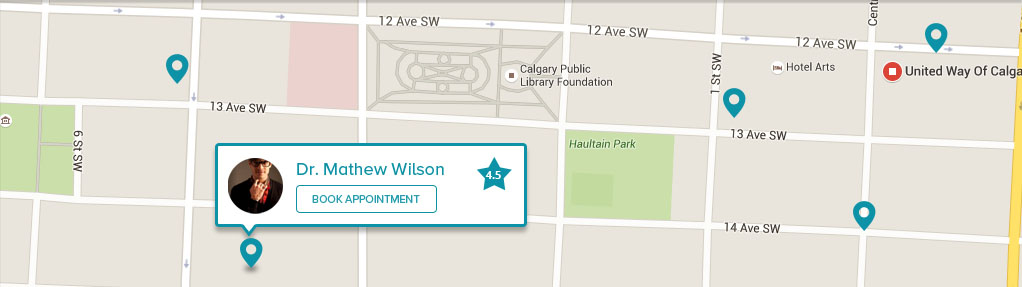 12 Ave SW
12 Ave SW
12 Ave SW
Centr
1 St SW
Hotel Arts
United Way Of Calga
Calgary Public
Library Foundation
13 Ave SW
13 Ave SW
6 St SW
Haultain Park
Dr. Mathew Wilson
4.5
BOOK APPOINTMENT
14 Ave SW